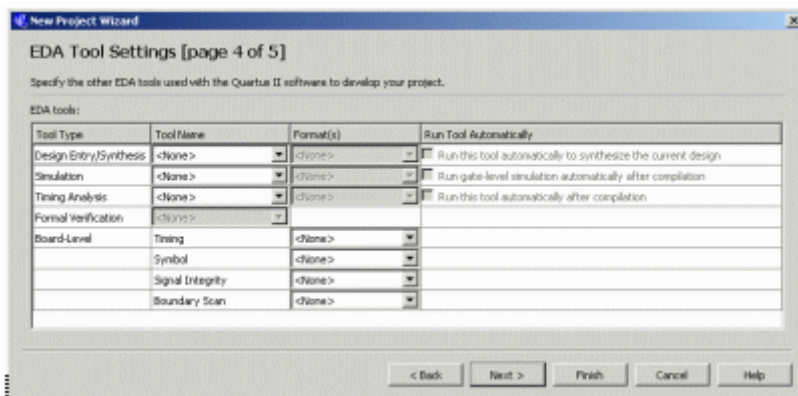 New Project Wizard
EDA Tool Settings [page 4 of 5]
Specify the other EDA tools used with the Quartus II software to develop your project.
EDA tools:
Tool Type Tool Name Format(s) Run Tool Automatically
Design Entry/Synthesis <None> <None> Run this tool automatically to synthesize the current design
Simulation <None> <None> Run gate-level simulation automatically after compilation
Timing Analysis <None> <None> Run this tool automatically after compilation
Formal Verification <None>
Board-Level Timing <None>
Symbol <None>
Signal Integrity <None>
Boundary Scan <None>
< Back Next > Finish Cancel Help